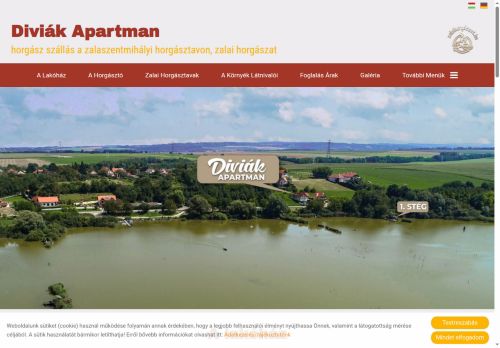 Diviák Apartman
horgász szállás a zalaszentmihályi horgásztavon, zalai horgászat
A Lakóház
A Horgásztó
Zalai Horgásztavak
A Környék Látnivalói
Foglalás Árak
Galéria
További Menük
Diviák
APARTMAN
1. STÉG
Weboldalunk sütiket (cookie) használ működése folyamán annak érdekében, hogy a legjobb felhasználói élményt nyújthassa Önnek, valamint a látogatottság mérése
céljából. A sütik használatát bármikor letilthatja! Erről bővebb információkat olvashat itt: Adatkezelési tájékoztatónk
Testreszabás
Mindet elfogadom